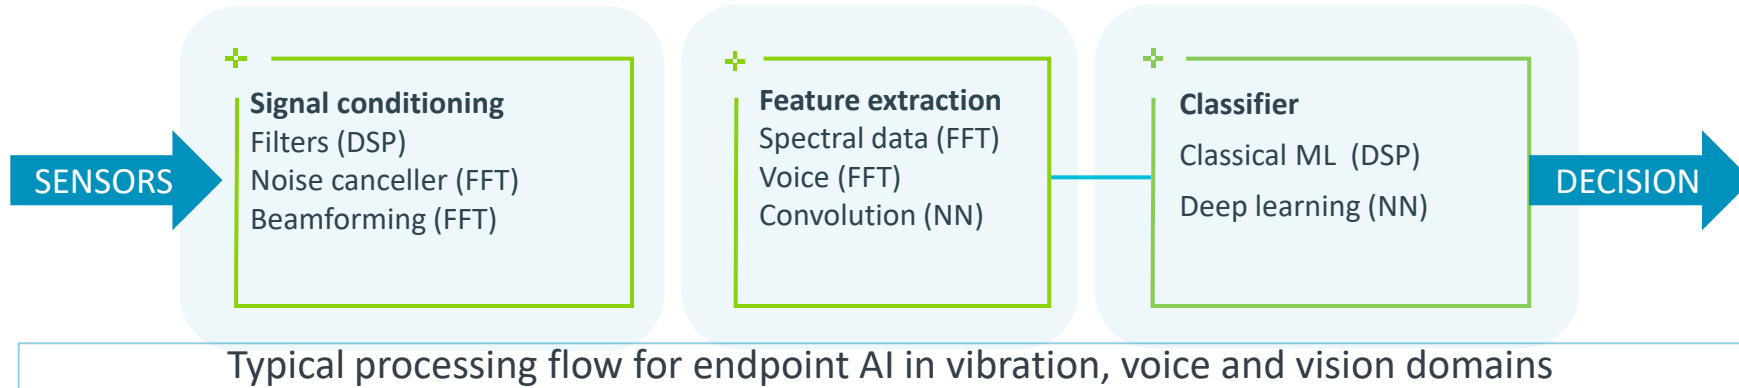 SENSORS
Signal conditioning
Filters (DSP)
Noise canceller (FFT)
Beamforming (FFT)
Feature extraction
Spectral data (FFT)
Voice (FFT)
Convolution (NN)
Classifier
Classical ML (DSP)
Deep learning (NN)
DECISION
Typical processing flow for endpoint AI in vibration, voice and vision domains